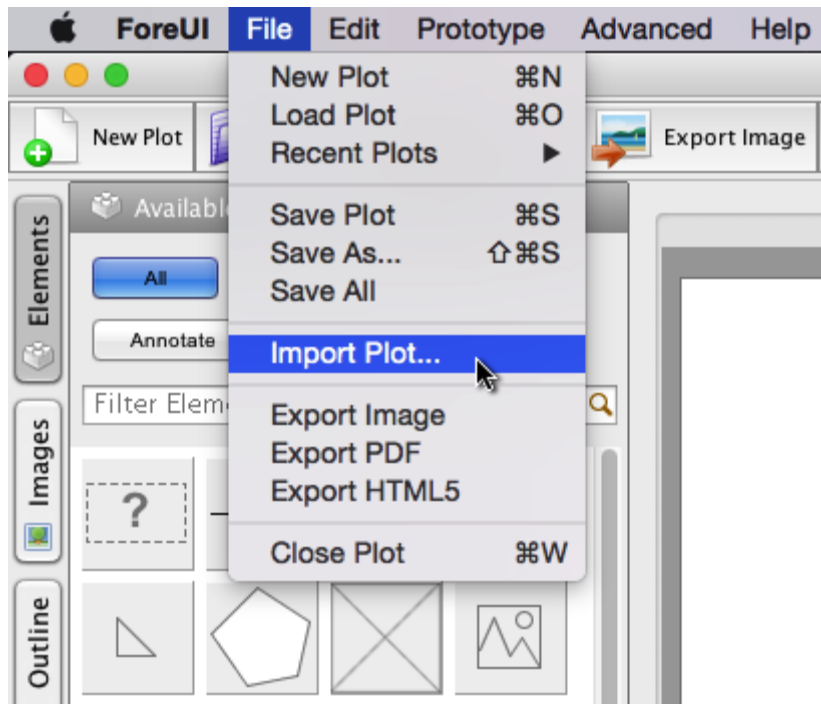 ForeUI File Edit Prototype Advanced Help
New Plot ⌘N
Load Plot ⌘O
Recent Plots ▶
Save Plot ⌘S
Save As... ⇧⌘S
Save All
Import Plot...
Export Image
Export PDF
Export HTML5
Close Plot ⌘W
New Plot
Export Image
Elements
Images
Outline
All
Annotate
Filter
?